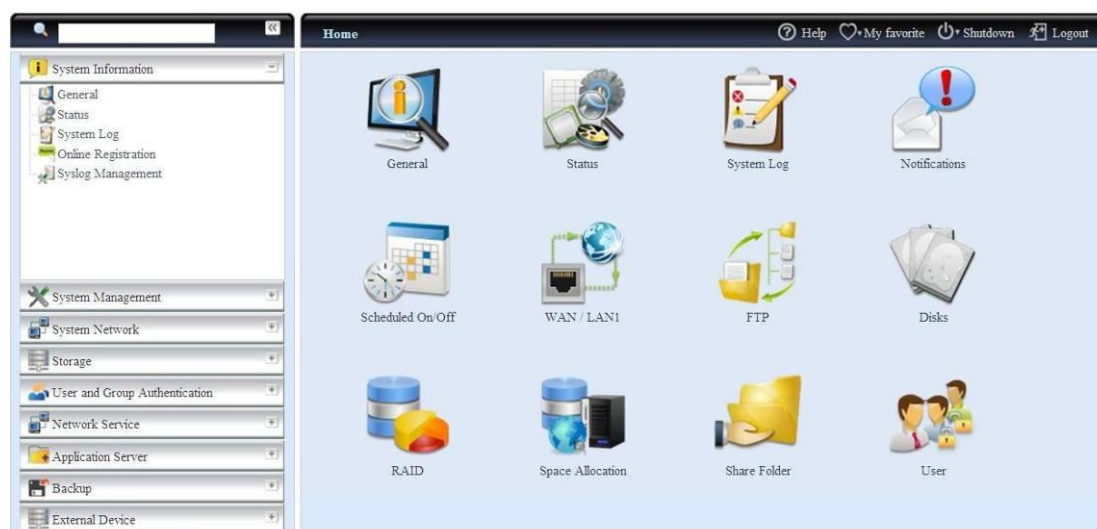 Home
Help
My favorite
Shutdown
Logout
System Information
General
Status
System Log
Online Registration
Syslog Management
System Management
System Network
Storage
User and Group Authentication
Network Service
Application Server
Backup
External Device
General
Status
System Log
Notifications
Scheduled On/Off
WAN / LAN1
FTP
Disks
RAID
Space Allocation
Share Folder
User